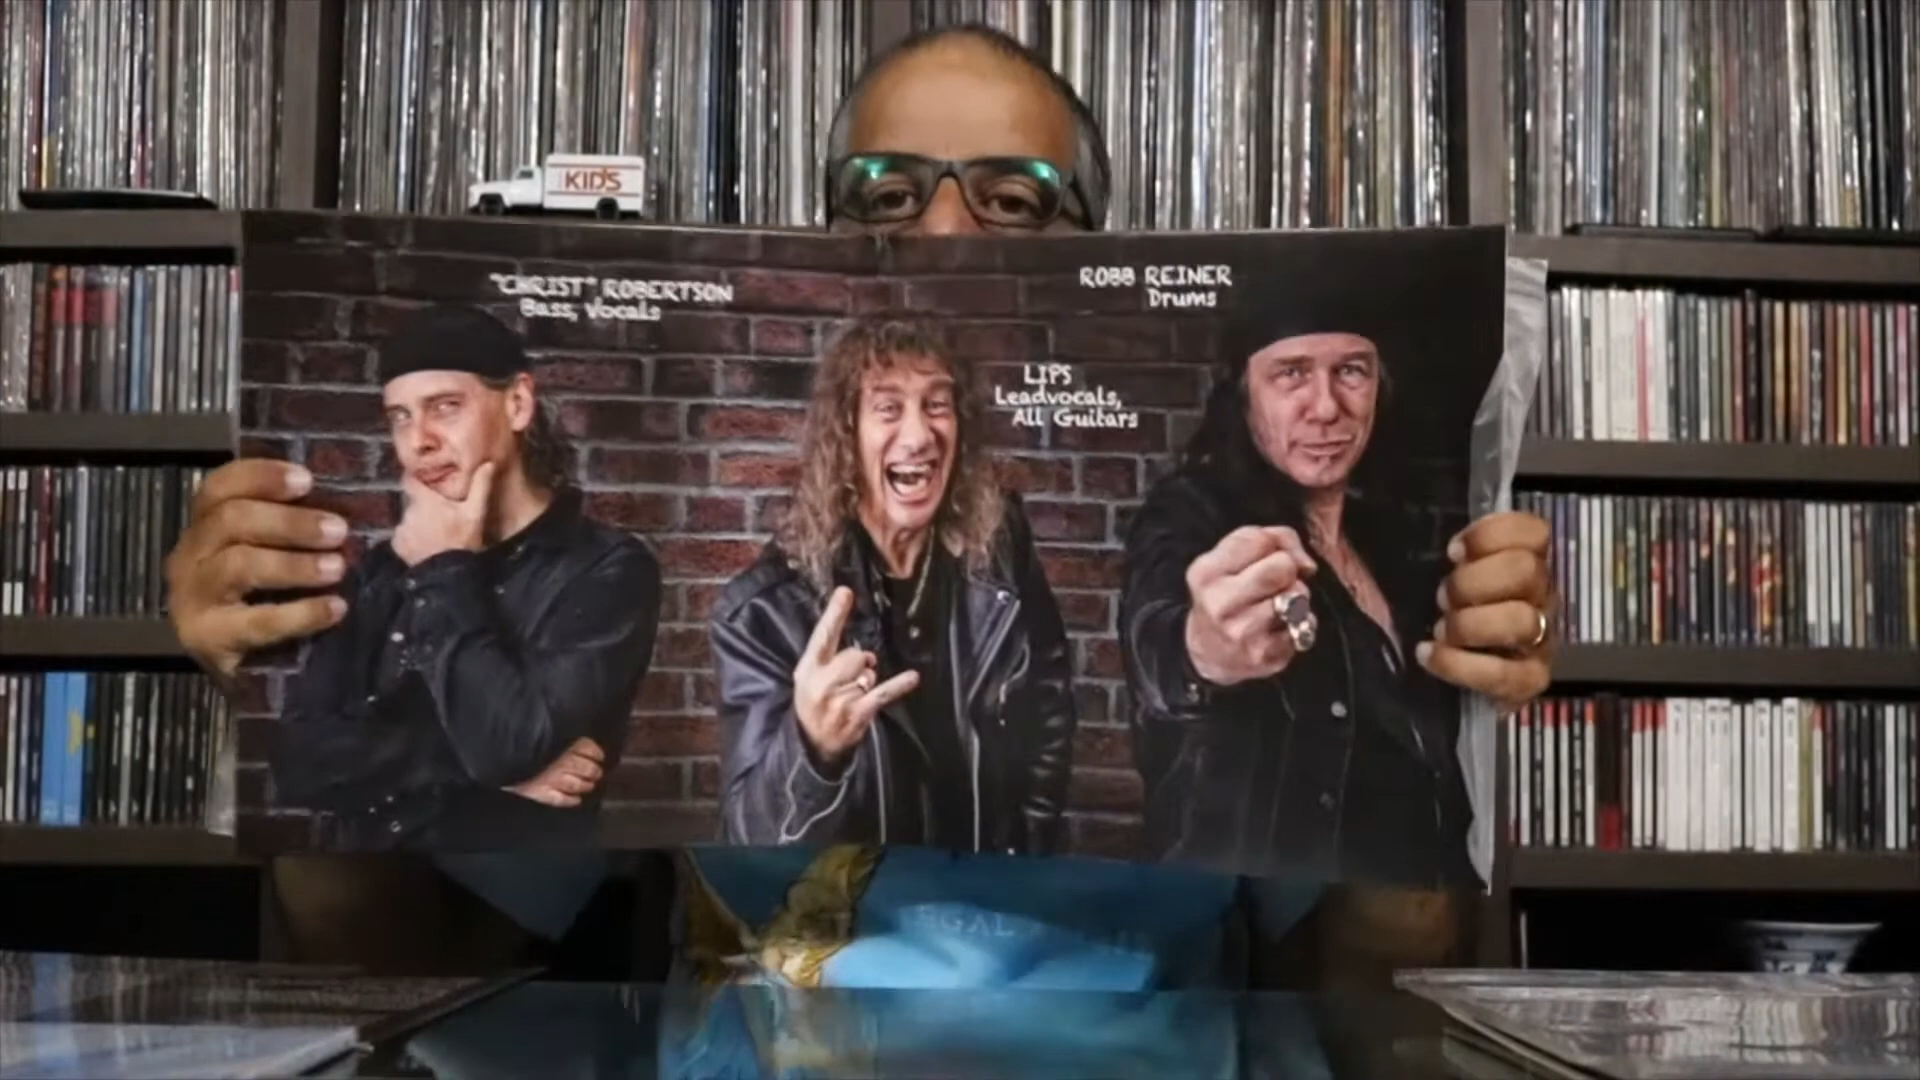 KIDS
"CHRIST" ROBERTSON
Bass, Vocals
ROBB REINER
Drums
LIPS
Leadvocals,
All Guitars